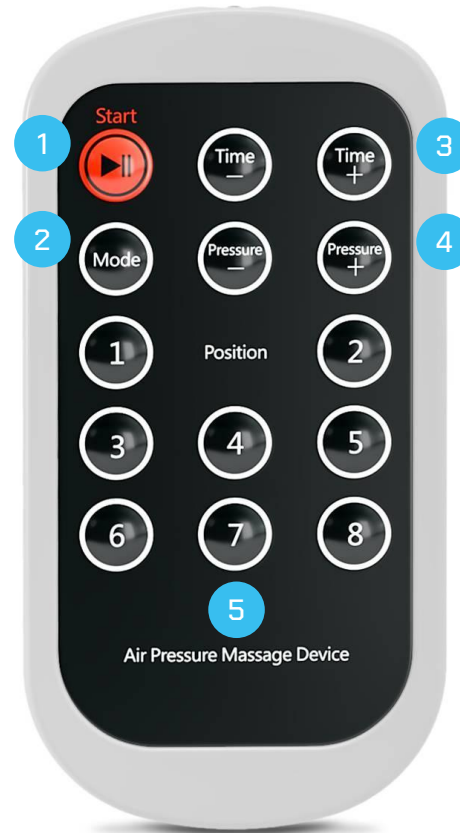 Start
1
Time
−
Time
+
3
2
Mode
Pressure
−
Pressure
+
4
1
Position
2
3
4
5
6
7
8
5
Air Pressure Massage Device